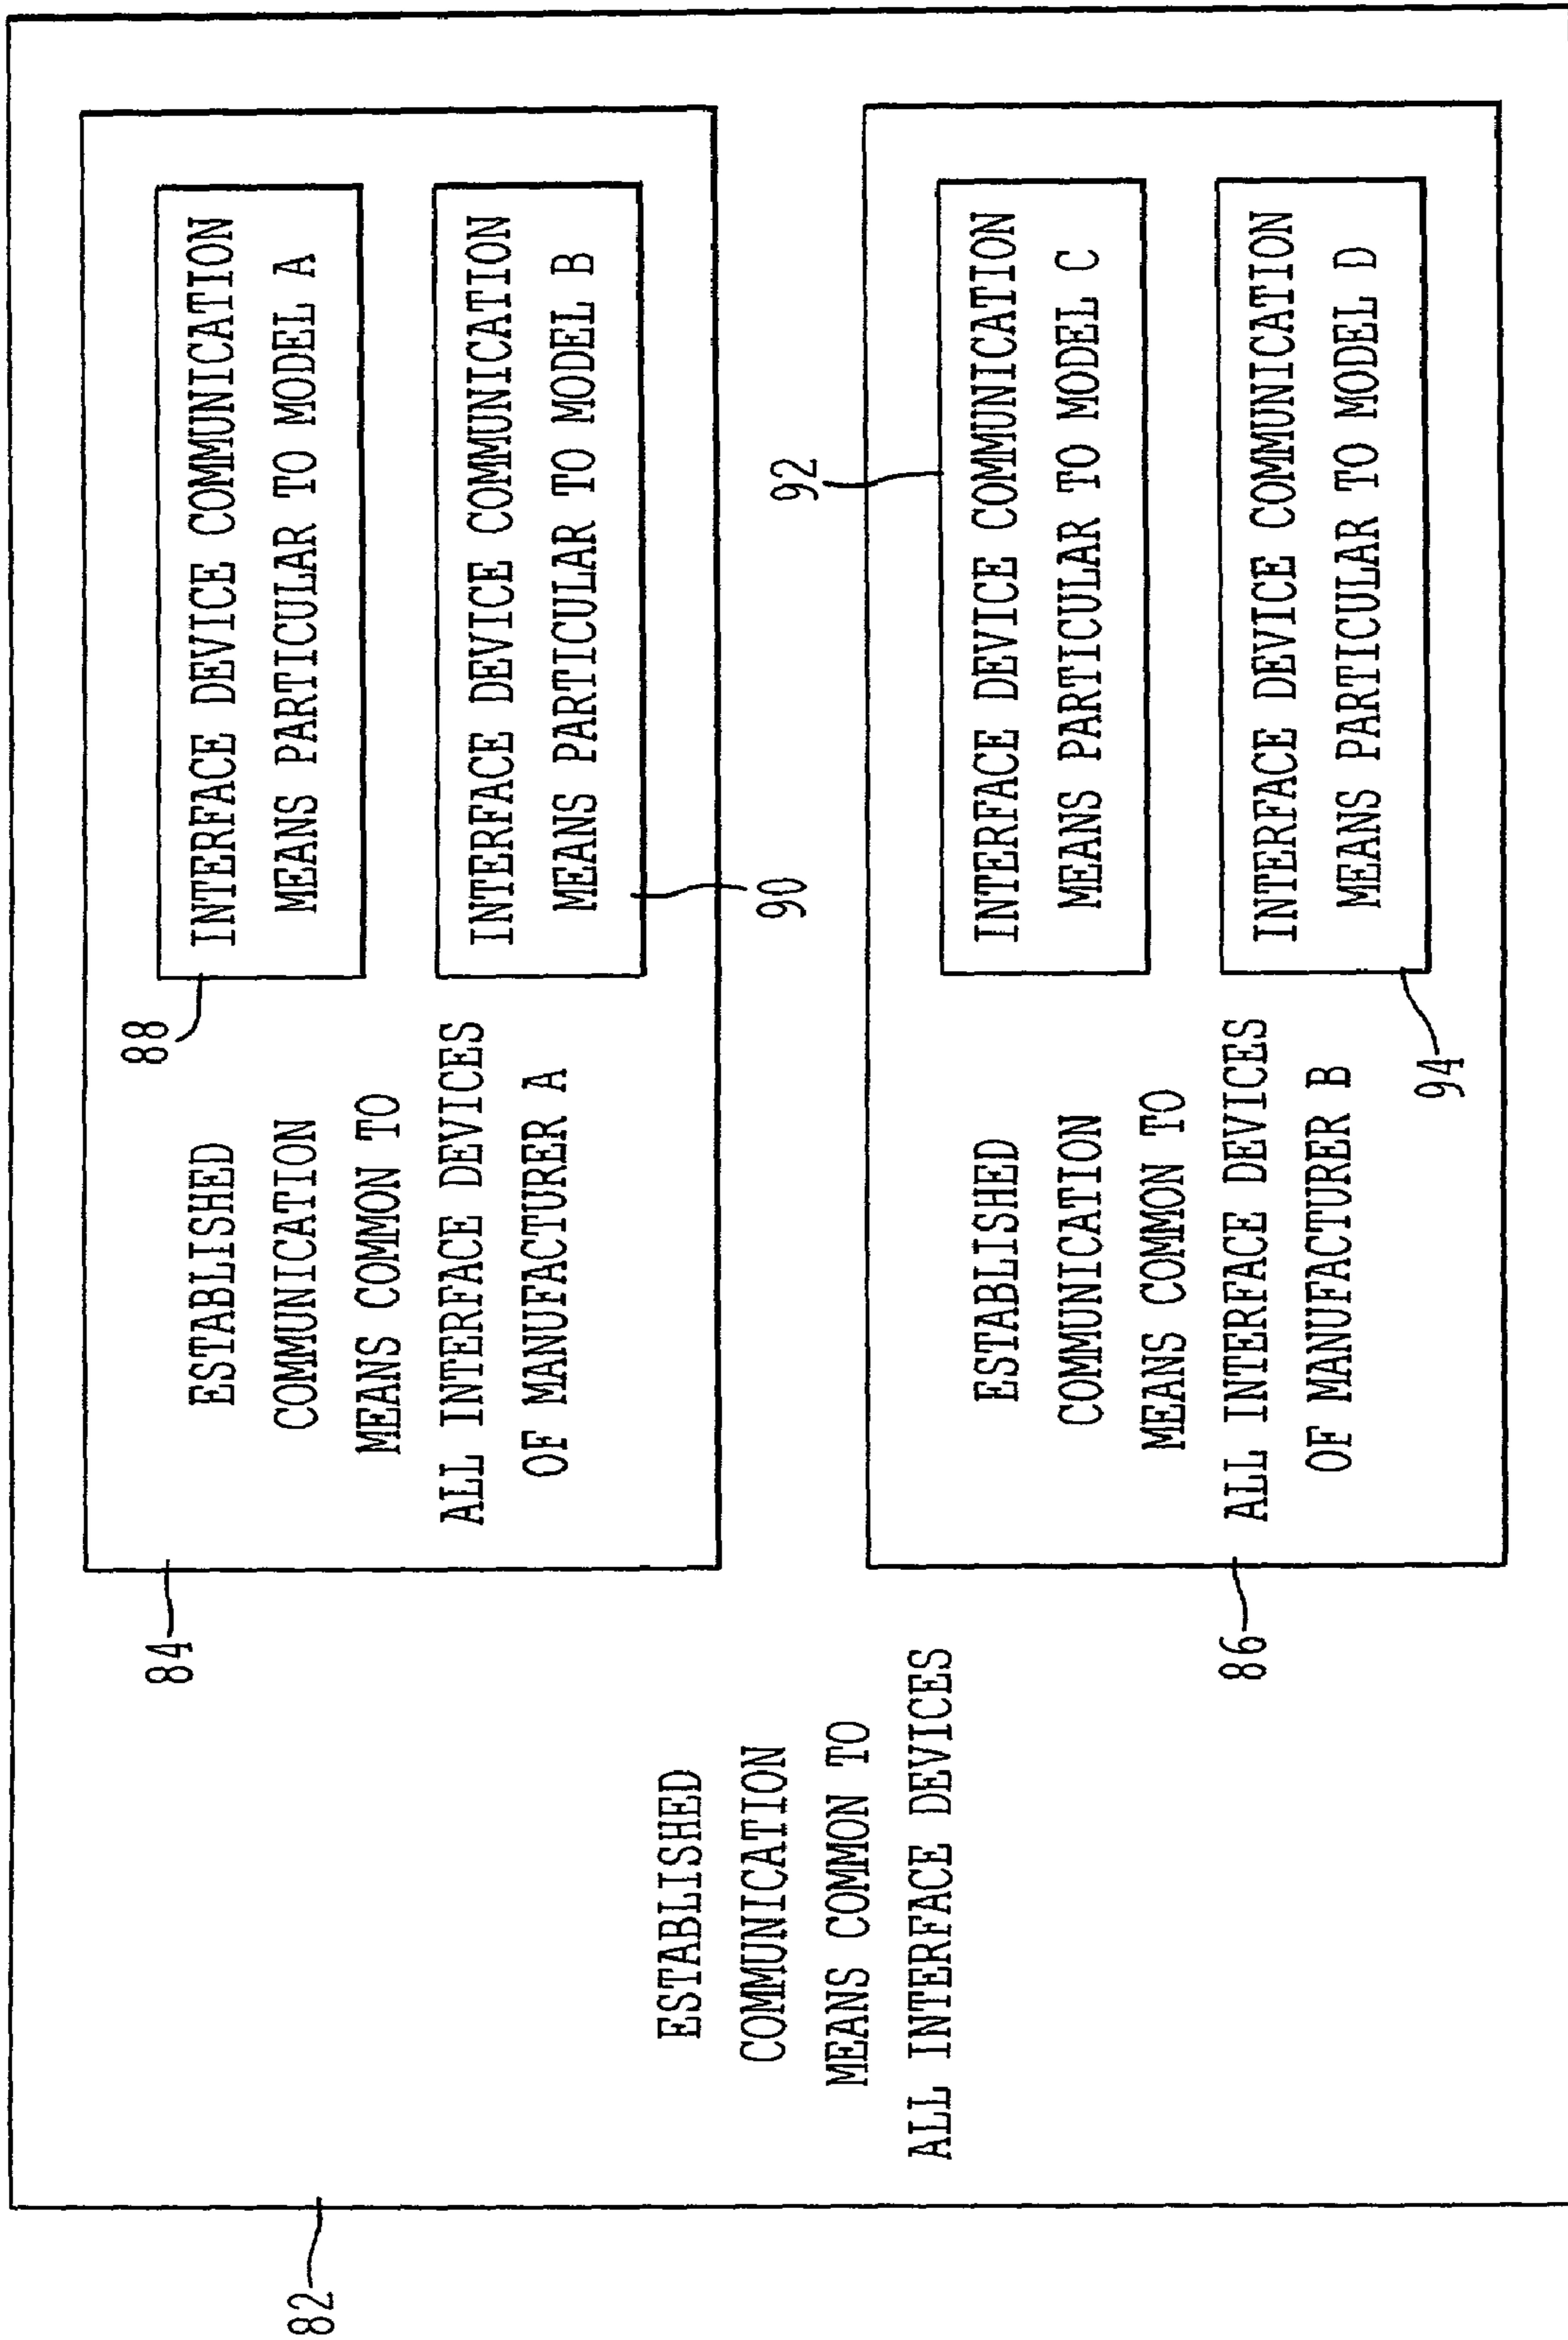 82
ESTABLISHED
COMMUNICATION
MEANS COMMON TO
ALL INTERFACE DEVICES
84
ESTABLISHED
COMMUNICATION
MEANS COMMON TO
ALL INTERFACE DEVICES
OF MANUFACTURER A
88
INTERFACE DEVICE COMMUNICATION
MEANS PARTICULAR TO MODEL A
INTERFACE DEVICE COMMUNICATION
MEANS PARTICULAR TO MODEL B
90
86
ESTABLISHED
COMMUNICATION
MEANS COMMON TO
ALL INTERFACE DEVICES
OF MANUFACTURER B
92
INTERFACE DEVICE COMMUNICATION
MEANS PARTICULAR TO MODEL C
INTERFACE DEVICE COMMUNICATION
MEANS PARTICULAR TO MODEL D
94